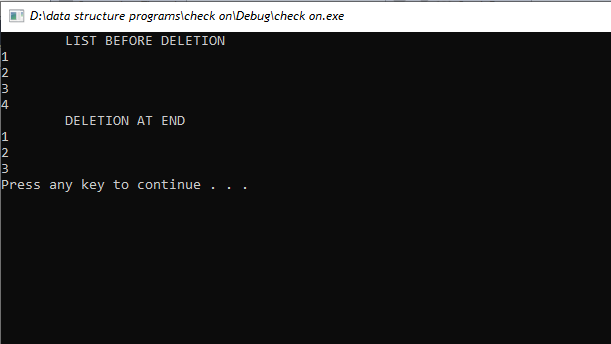 D:\data structure programs\check on\Debug\check on.exe
LIST BEFORE DELETION
1
2
3
4
DELETION AT END
1
2
3
Press any key to continue . . .